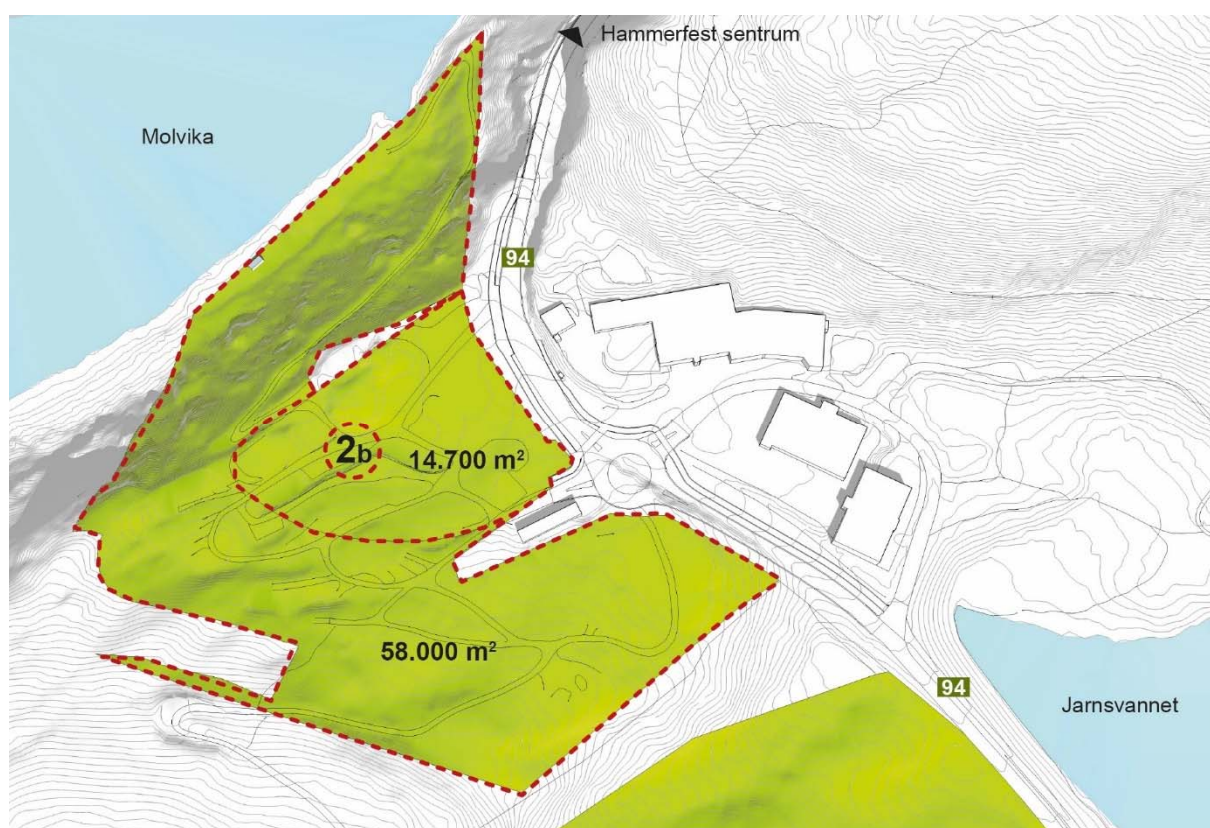 Hammerfest sentrum
Molvika
94
2b
14.700 m²
58.000 m²
94
Jarnsvannet